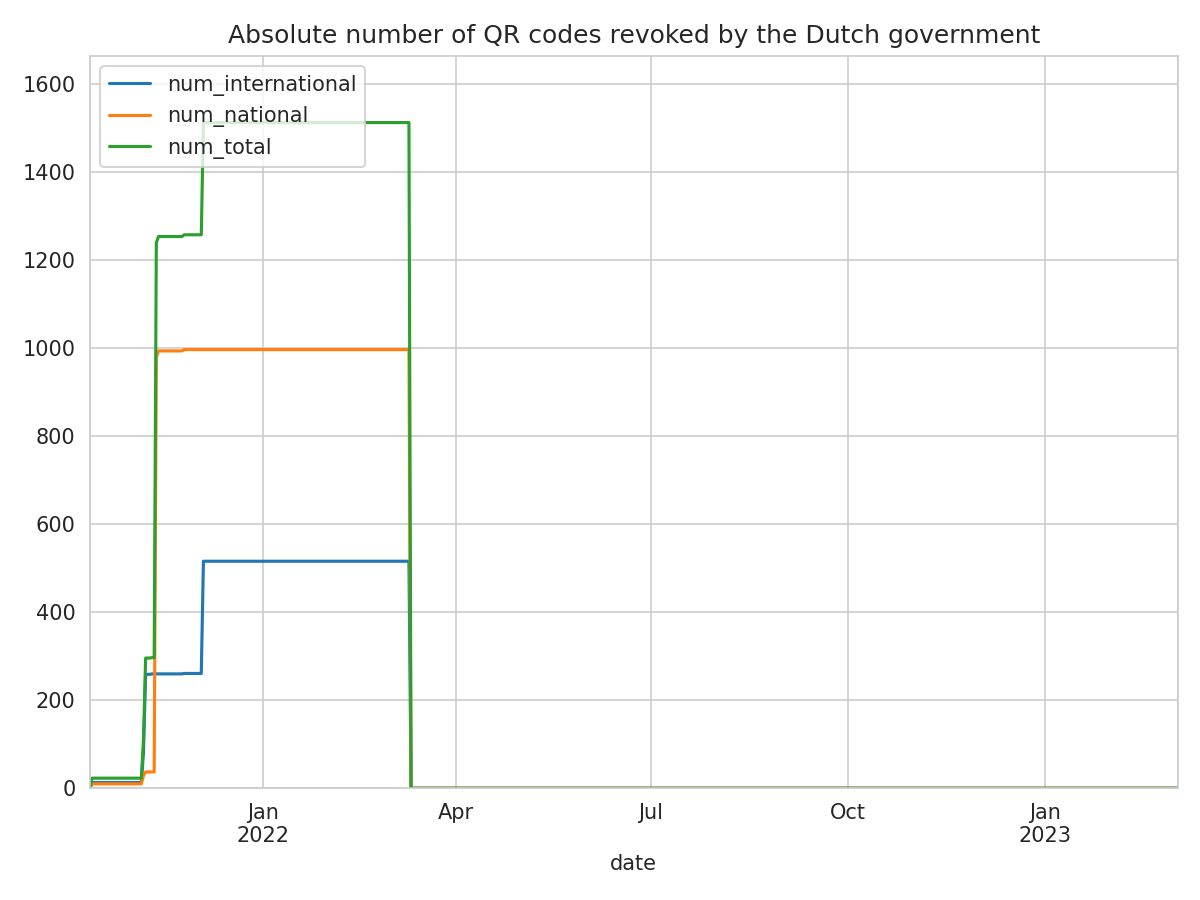 Absolute number of QR codes revoked by the Dutch government
num_international
num_national
num_total
1600
1400
1200
1000
800
600
400
200
0
Jan
2022
Apr
Jul
Oct
Jan
2023
date